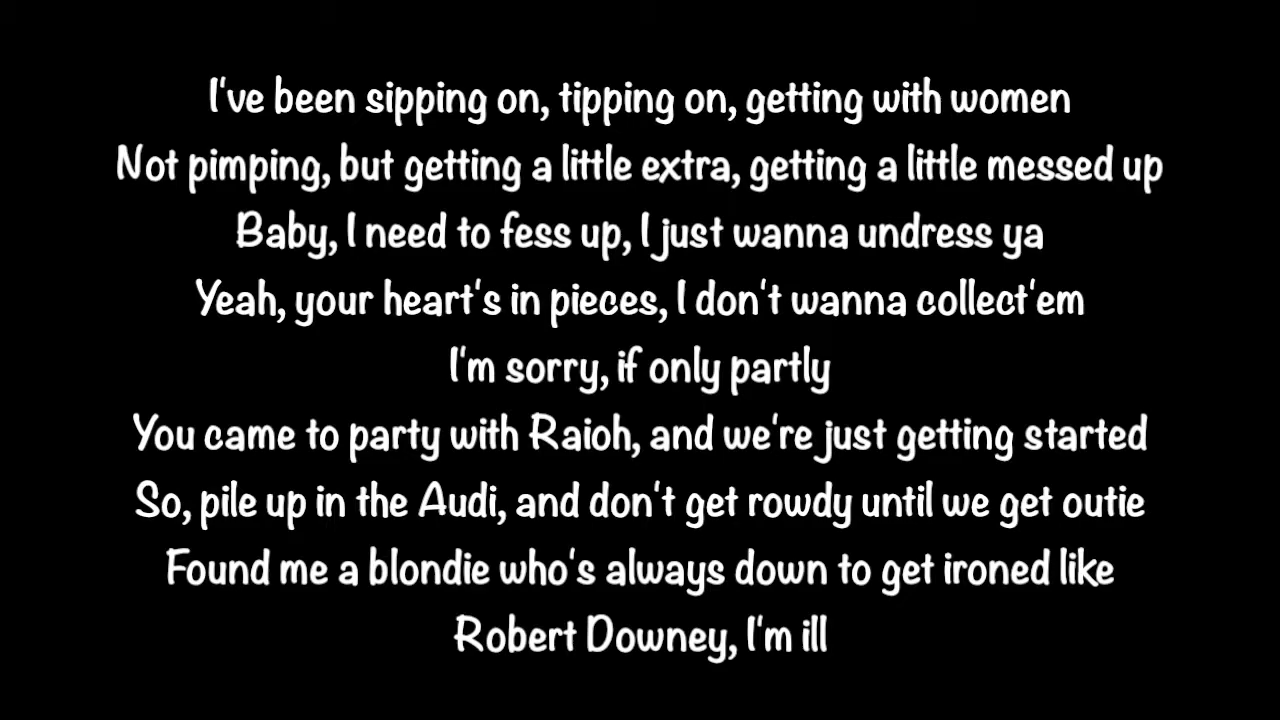 I've been sipping on, tipping on, getting with women
Not pimping, but getting a little extra, getting a little messed up
Baby, I need to fess up, I just wanna undress ya
Yeah, your heart's in pieces, I don't wanna collect'em
I'm sorry, if only partly
You came to party with Raioh, and we're just getting started
So, pile up in the Audi, and don't get rowdy until we get outie
Found me a blondie who's always down to get ironed like
Robert Downey, I'm ill